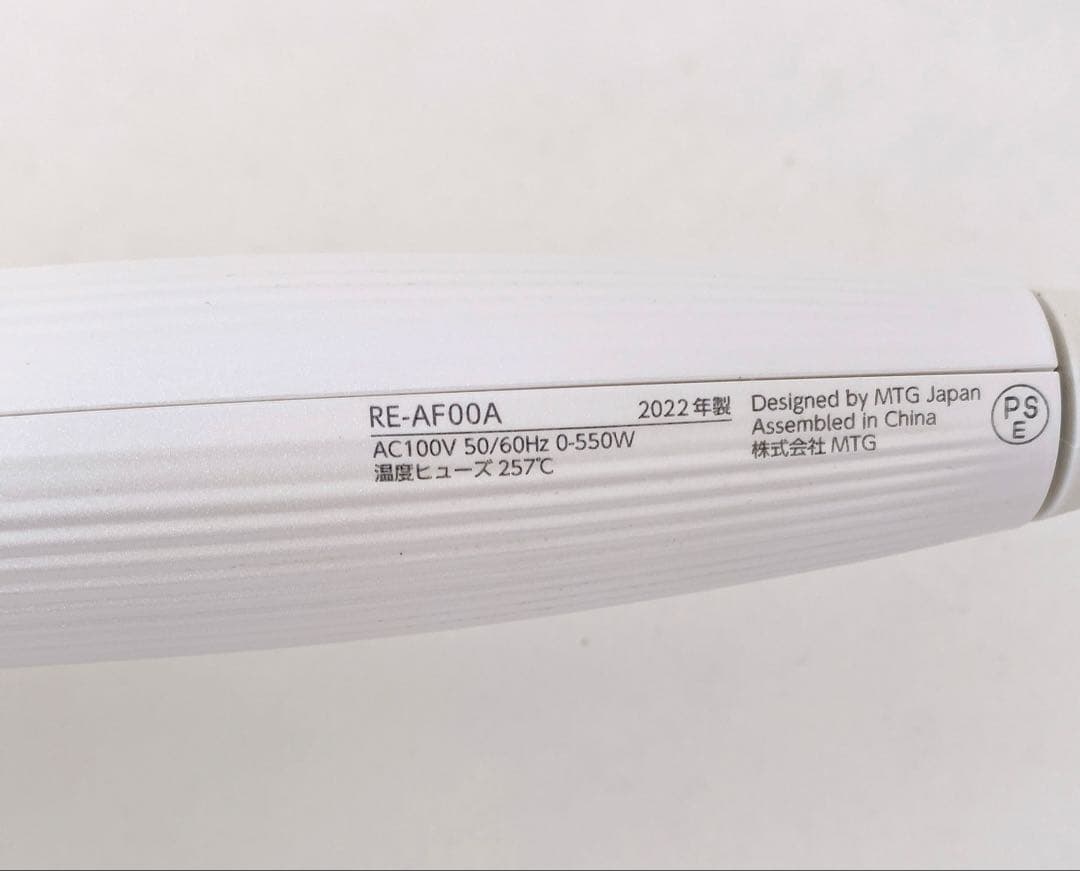 RE-AF00A 2022年製
AC100V 50/60Hz 0-550W
温度ヒューズ 257℃
Designed by MTG Japan
Assembled in China
株式会社 MTG
PS
E